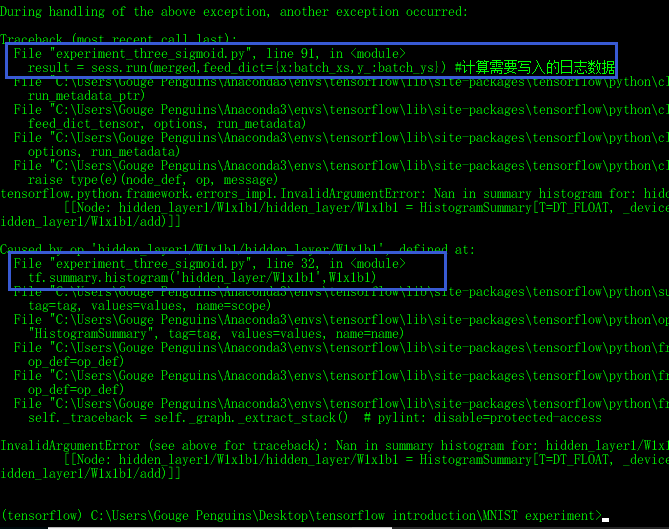 During handling of the above exception, another exception occurred:
Traceback (most recent call last):
File "experiment_three_sigmoid.py", line 91, in <module>
result = sess.run(merged,feed_dict={x:batch_xs,y_:batch_ys}) #计算需要写入的日志数据
File "C:\Users\Gouge Penguins\Anaconda3\envs\tensorflow\lib\site-packages\tensorflow\python\cl
run_metadata_ptr)
File "C:\Users\Gouge Penguins\Anaconda3\envs\tensorflow\lib\site-packages\tensorflow\python\cl
feed_dict_tensor, options, run_metadata)
File "C:\Users\Gouge Penguins\Anaconda3\envs\tensorflow\lib\site-packages\tensorflow\python\cl
options, run_metadata)
File "C:\Users\Gouge Penguins\Anaconda3\envs\tensorflow\lib\site-packages\tensorflow\python\cl
raise type(e)(node_def, op, message)
tensorflow.python.framework.errors_impl.InvalidArgumentError: Nan in summary histogram for: hidd
[[Node: hidden_layer1/W1x1b1/hidden_layer/W1x1b1 = HistogramSummary[T=DT_FLOAT, _device
idden_layer1/W1x1b1/add)]]
Caused by op 'hidden_layer1/W1x1b1/hidden_layer/W1x1b1', defined at:
File "experiment_three_sigmoid.py", line 32, in <module>
tf.summary.histogram('hidden_layer/W1x1b1',W1x1b1)
File "C:\Users\Gouge Penguins\Anaconda3\envs\tensorflow\lib\site-packages\tensorflow\python\su
tag=tag, values=values, name=scope)
File "C:\Users\Gouge Penguins\Anaconda3\envs\tensorflow\lib\site-packages\tensorflow\python\op
"HistogramSummary", tag=tag, values=values, name=name)
File "C:\Users\Gouge Penguins\Anaconda3\envs\tensorflow\lib\site-packages\tensorflow\python\fr
op_def=op_def)
File "C:\Users\Gouge Penguins\Anaconda3\envs\tensorflow\lib\site-packages\tensorflow\python\fr
op_def=op_def)
File "C:\Users\Gouge Penguins\Anaconda3\envs\tensorflow\lib\site-packages\tensorflow\python\fr
self._traceback = self._graph._extract_stack()  # pylint: disable=protected-access
InvalidArgumentError (see above for traceback): Nan in summary histogram for: hidden_layer1/W1x1
[[Node: hidden_layer1/W1x1b1/hidden_layer/W1x1b1 = HistogramSummary[T=DT_FLOAT, _device
idden_layer1/W1x1b1/add)]]
(tensorflow) C:\Users\Gouge Penguins\Desktop\tensorflow introduction\MNIST experiment>